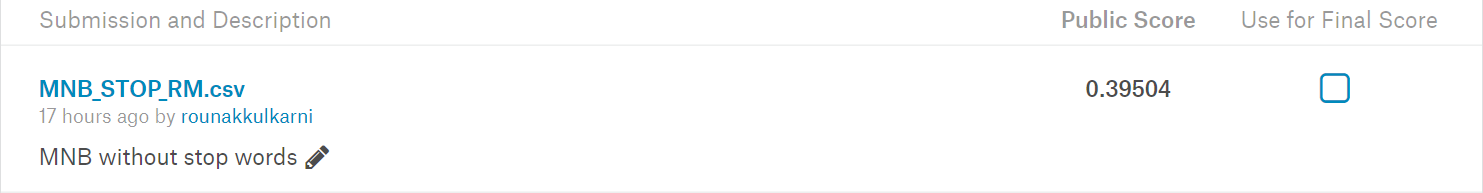 Submission and Description Public Score Use for Final Score
MNB_STOP_RM.csv 0.39504
17 hours ago by rounakkulkarni
MNB without stop words